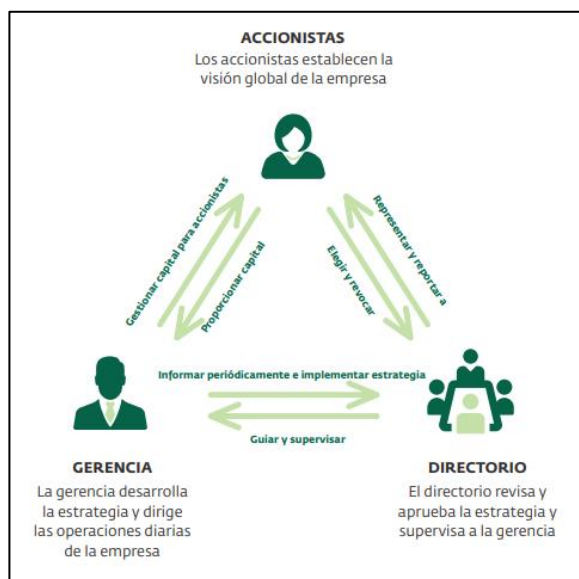 ACCIONISTAS
Los accionistas establecen la
visión global de la empresa
Gestionar capital para accionistas
Proporcionar capital
Elegir y revocar
Representar y reportar a
Informar periódicamente e implementar estrategia
Guiar y supervisar
GERENCIA
La gerencia desarrolla
la estrategia y dirige
las operaciones diarias
de la empresa
DIRECTORIO
El directorio revisa y
aprueba la estrategia y
supervisa a la gerencia